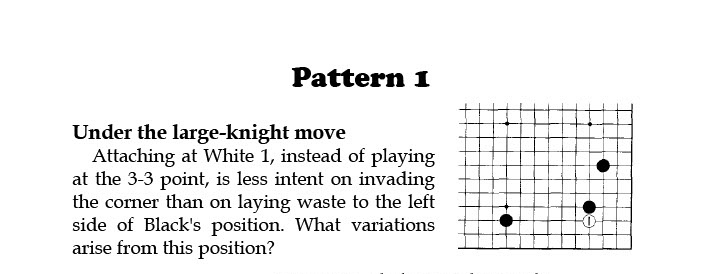 Pattern 1
Under the large-knight move
Attaching at White 1, instead of playing
at the 3-3 point, is less intent on invading
the corner than on laying waste to the left
side of Black's position. What variations
arise from this position?
1